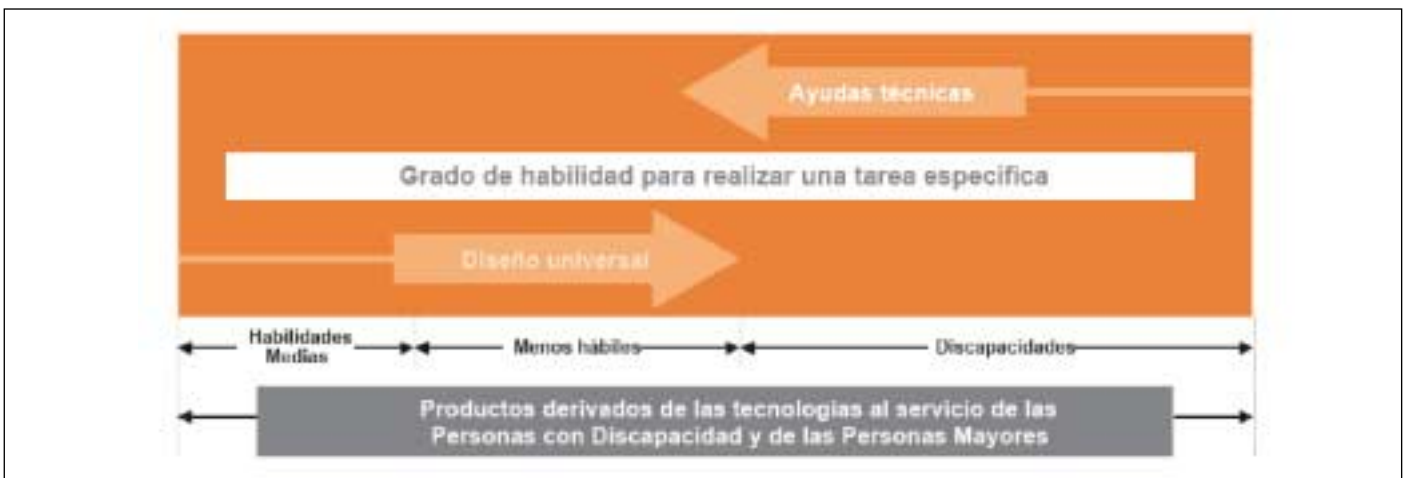 Ayudas técnicas
Grado de habilidad para realizar una tarea específica
Diseño universal
Habilidades
Medias
Menos hábiles
Discapacidades
Productos derivados de las tecnologías al servicio de las
Personas con Discapacidad y de las Personas Mayores